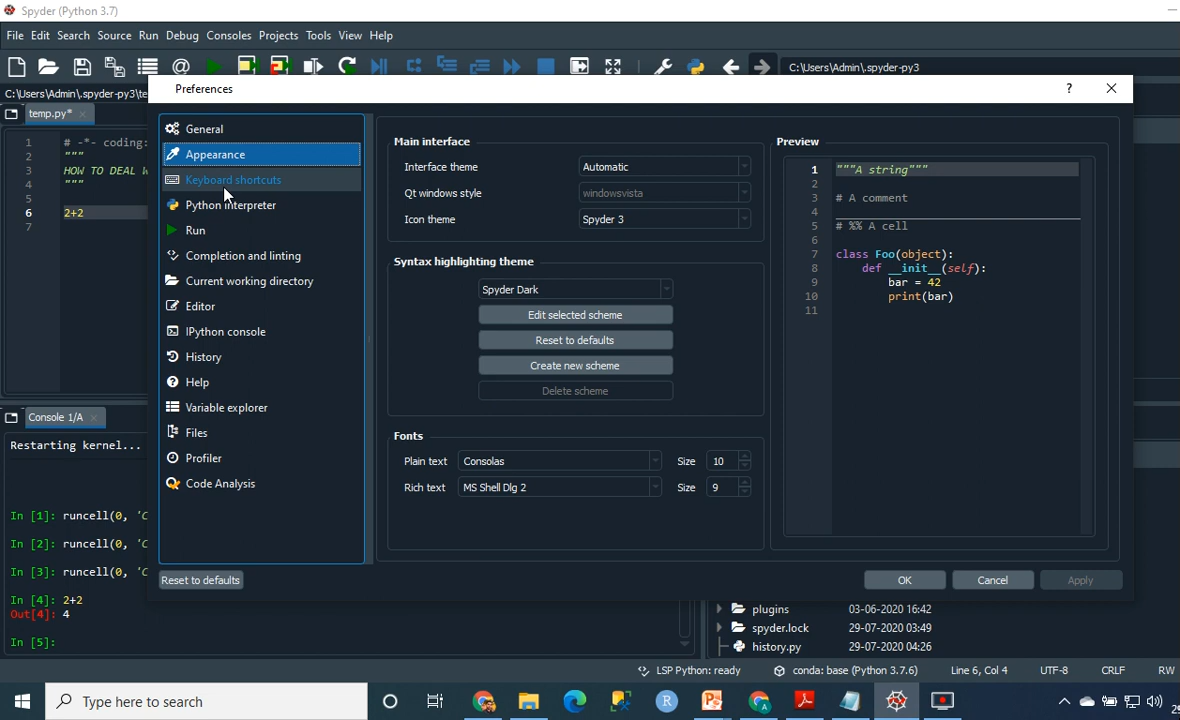 Spyder (Python 3.7)
File Edit Search Source Run Debug Consoles Projects Tools View Help
C:\Users\Admin\.spyder-py3
C:\Users\Admin\.spyder-py3\te
temp.py*
1 # -*- coding:
2 """
3 HOW TO DEAL W
4 """
5
6 2+2
7
Preferences
?
General
Appearance
Keyboard shortcuts
Python interpreter
Run
Completion and linting
Current working directory
Editor
IPython console
History
Help
Variable explorer
Files
Profiler
Code Analysis
Reset to defaults
Main interface
Interface theme Automatic
Qt windows style windowsvista
Icon theme Spyder 3
Syntax highlighting theme
Spyder Dark
Edit selected scheme
Reset to defaults
Create new scheme
Delete scheme
Fonts
Plain text Consolas Size 10
Rich text MS Shell Dlg 2 Size 9
Preview
1 """A string"""
2
3 # A comment
4
5 # %% A cell
6
7 class Foo(object):
8 def __init__(self):
9 bar = 42
10 print(bar)
11
OK Cancel Apply
Console 1/A
Restarting kernel...
In [1]: runcell(0, 'C
In [2]: runcell(0, 'C
In [3]: runcell(0, 'C
In [4]: 2+2
Out[4]: 4
In [5]:
plugins 03-06-2020 16:42
spyder.lock 29-07-2020 03:49
history.py 29-07-2020 04:26
LSP Python: ready conda: base (Python 3.7.6) Line 6, Col 4 UTF-8 CRLF RW
Type here to search